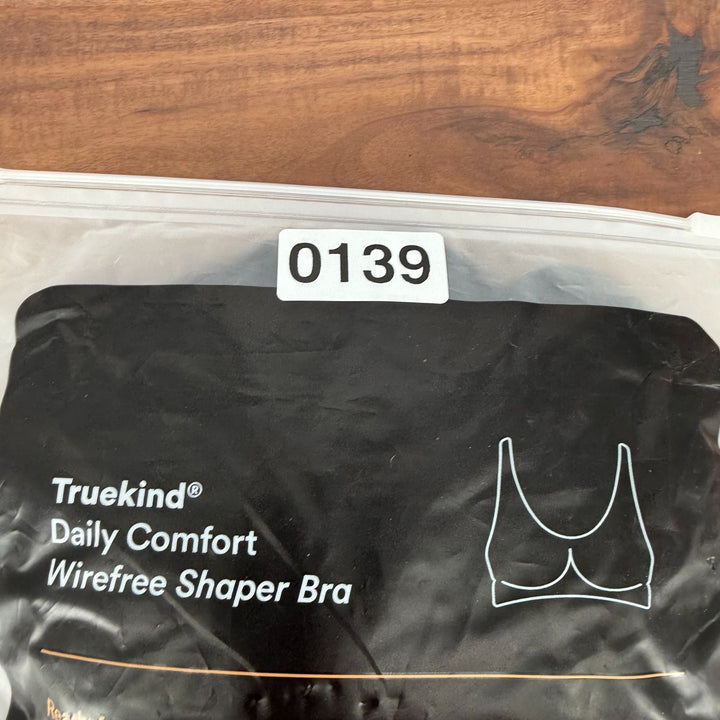 0139
Truekind®
Daily Comfort
Wirefree Shaper Bra